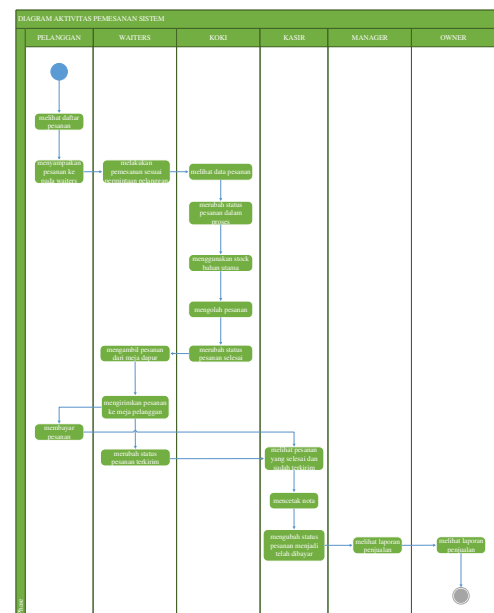 DIAGRAM AKTIVITAS PEMESANAN SISTEM
PELANGGAN
WAITERS
KOKI
KASIR
MANAGER
OWNER
melihat daftar
pesanan
menyampaikan
pesanan ke
pada waiters
melakukan
pemesanan sesuai
permintaan pelanggan
melihat data pesanan
merubah status
pesanan dalam
proses
menggunakan stock
bahan utama
mengolah pesanan
merubah status
pesanan selesai
mengambil pesanan
dari meja dapur
mengirimkan pesanan
ke meja pelanggan
membayar
pesanan
merubah status
pesanan terkirim
melihat pesanan
yang selesai dan
sudah terkirim
mencetak nota
mengubah status
pesanan menjadi
telah dibayar
melihat laporan
penjualan
melihat laporan
penjualan
Phase